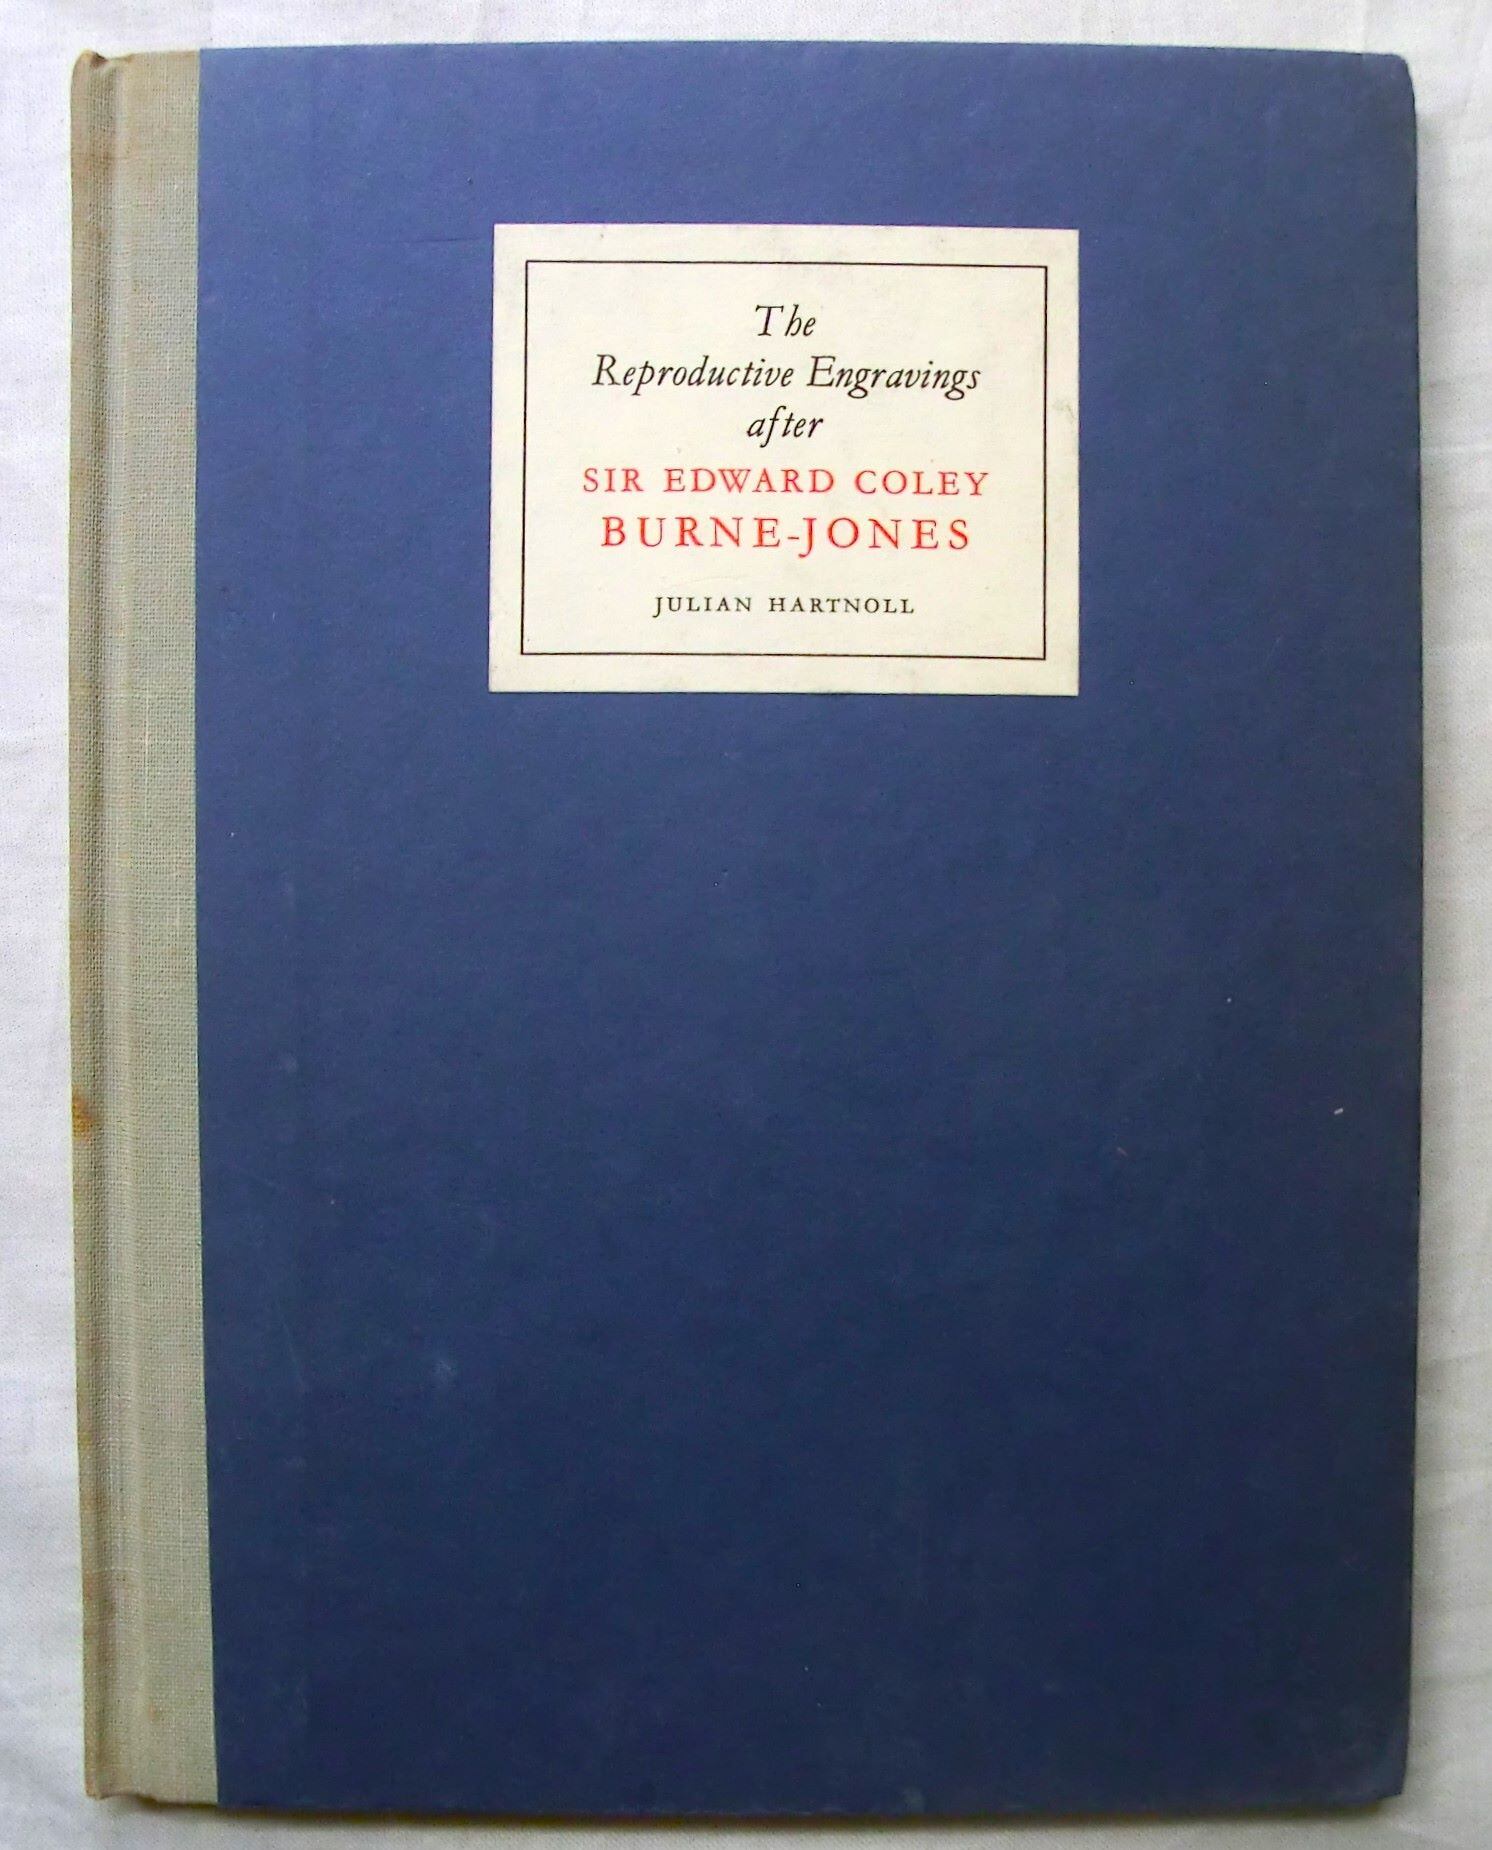 The
Reproductive Engravings
after
SIR EDWARD COLEY
BURNE-JONES
JULIAN HARTNOLL